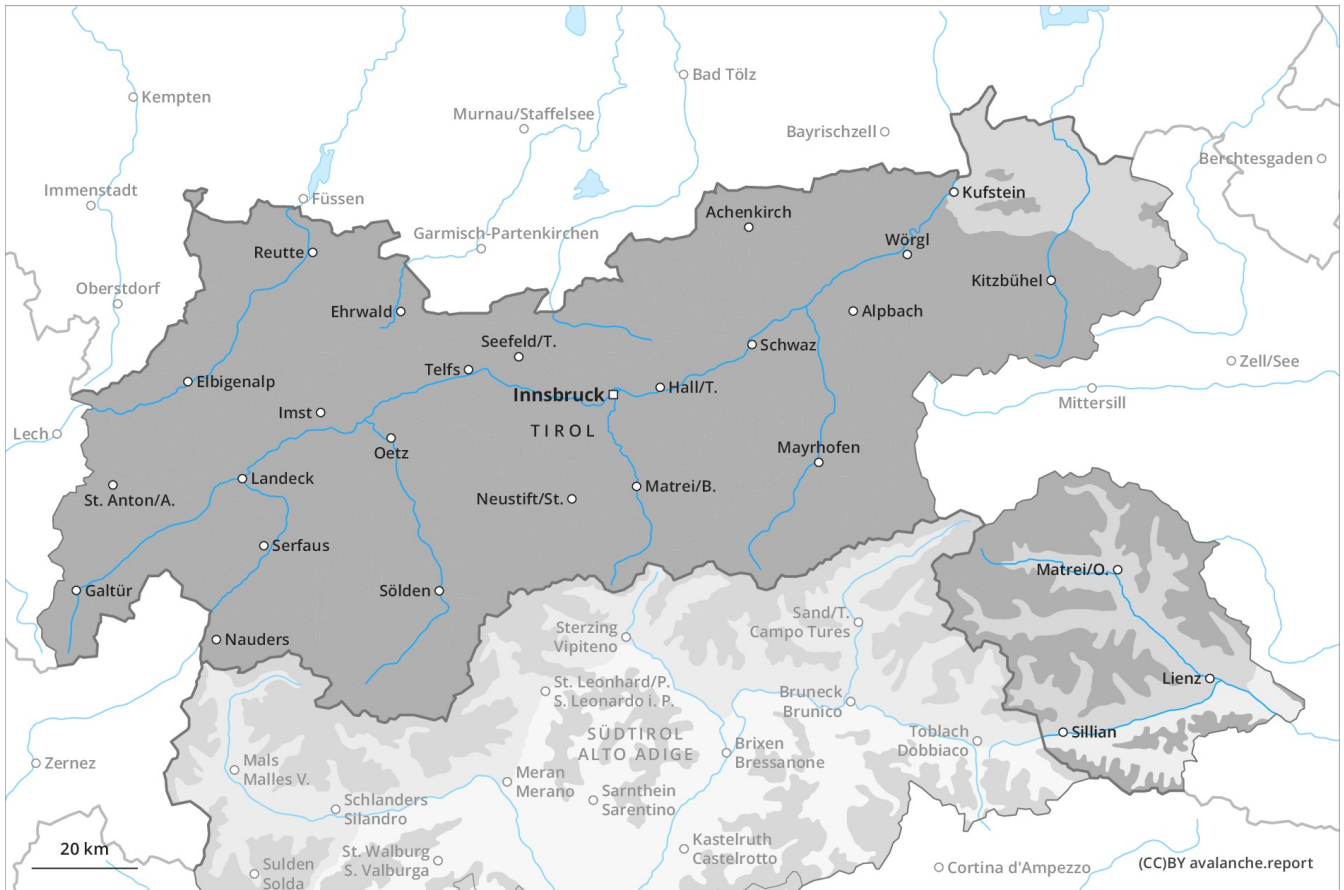 Bad Tölz
Kempten
Murnau/Staffelsee
Bayrischzell
Berchtesgaden
Immenstadt
Füssen
Kufstein
Achenkirch
Garmisch-Partenkirchen
Wörgl
Reutte
Kitzbühel
Oberstdorf
Ehrwald
Alpbach
Seefeld/T.
Schwaz
Zell/See
Telfs
Elbigenalp
Innsbruck
Hall/T.
Mittersill
Imst
Lech
TIROL
Oetz
Mayrhofen
Landeck
St. Anton/A.
Neustift/St.
Matrei/B.
Serfaus
Matrei/O.
Galtür
Sölden
Sand/T.
Campo Tures
Sterzing
Vipiteno
Nauders
Lienz
St. Leonhard/P.
S. Leonardo i. P.
Bruneck
Brunico
SÜDTIROL
ALTO ADIGE
Toblach
Dobbiaco
Sillian
Brixen
Bressanone
Zernez
Mals
Malles V.
Meran
Merano
Sarnthein
Sarentino
Schlanders
Silandro
Kastelruth
Castelrotto
20 km
St. Walburg
S. Valburga
Sulden
Solda
Cortina d'Ampezzo
(CC)BY avalanche.report